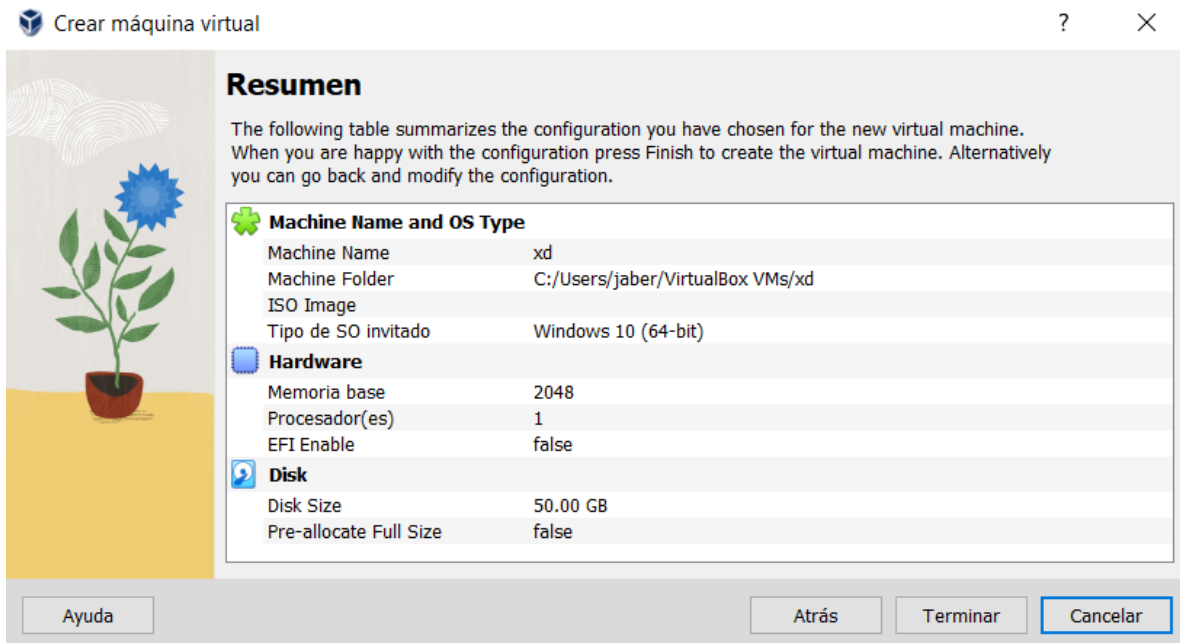 Crear máquina virtual
?
Resumen
The following table summarizes the configuration you have chosen for the new virtual machine.
When you are happy with the configuration press Finish to create the virtual machine. Alternatively
you can go back and modify the configuration.
Machine Name and OS Type
Machine Name xd
Machine Folder C:/Users/jaber/VirtualBox VMs/xd
ISO Image
Tipo de SO invitado Windows 10 (64-bit)
Hardware
Memoria base 2048
Procesador(es) 1
EFI Enable false
Disk
Disk Size 50.00 GB
Pre-allocate Full Size false
Ayuda Atrás Terminar Cancelar